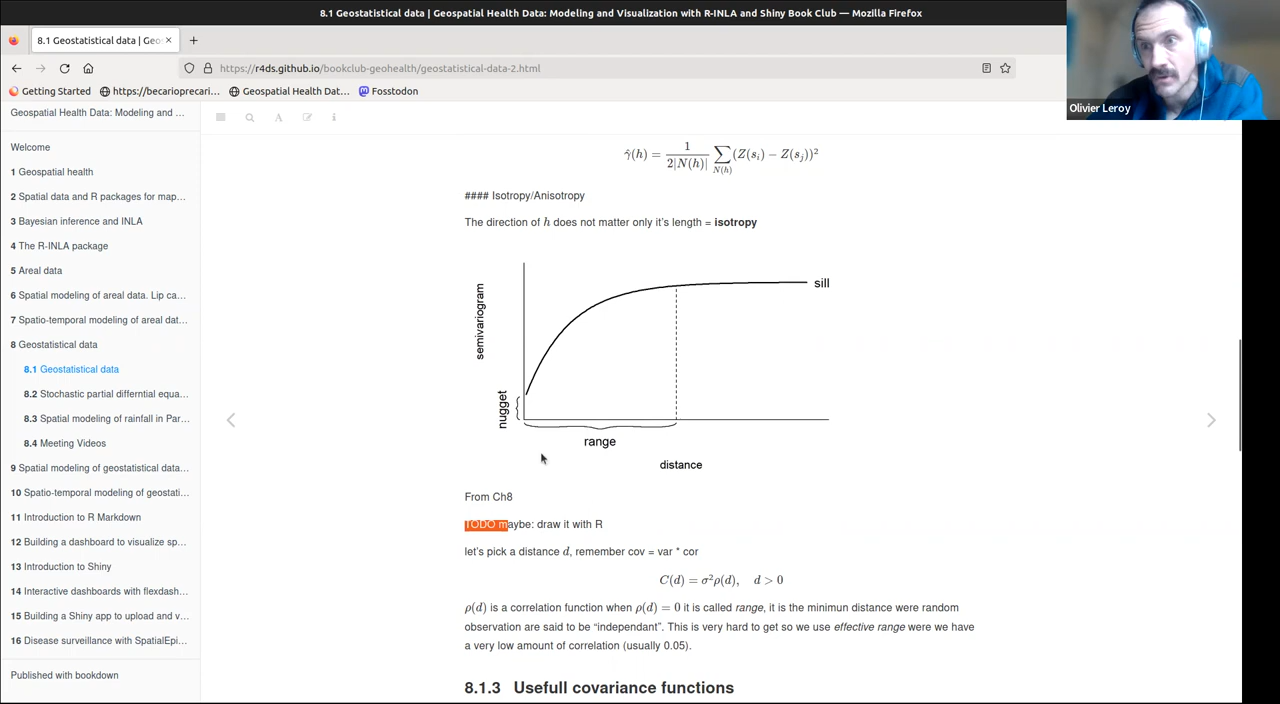 8.1 Geostatistical data | Geospatial Health Data: Modeling and Visualization with R-INLA and Shiny Book Club — Mozilla Firefox
8.1 Geostatistical data | Geo
https://r4ds.github.io/bookclub-geohealth/geostatistical-data-2.html
Getting Started
https://becarioprecari...
Geospatial Health Dat...
Fosstodon
Olivier Leroy
Geospatial Health Data: Modeling and ...
Welcome
1 Geospatial health
2 Spatial data and R packages for map...
3 Bayesian inference and INLA
4 The R-INLA package
5 Areal data
6 Spatial modeling of areal data. Lip ca...
7 Spatio-temporal modeling of areal dat...
8 Geostatistical data
8.1 Geostatistical data
8.2 Stochastic partial differntial equa...
8.3 Spatial modeling of rainfall in Par...
8.4 Meeting Videos
9 Spatial modeling of geostatistical data...
10 Spatio-temporal modeling of geostati...
11 Introduction to R Markdown
12 Building a dashboard to visualize sp...
13 Introduction to Shiny
14 Interactive dashboards with flexdash...
15 Building a Shiny app to upload and v...
16 Disease surveillance with SpatialEpi...
Published with bookdown
γ̂(h) = 1/2|N(h)| ∑N(h) (Z(si) − Z(sj))²
#### Isotropy/Anisotropy
The direction of h does not matter only it's length = isotropy
semivariogram
sill
nugget
range
distance
From Ch8
TODO maybe: draw it with R
let's pick a distance d, remember cov = var * cor
C(d) = σ²ρ(d), d > 0
ρ(d) is a correlation function when ρ(d) = 0 it is called range, it is the minimun distance were random
observation are said to be “independant”. This is very hard to get so we use effective range were we have
a very low amount of correlation (usually 0.05).
8.1.3 Usefull covariance functions